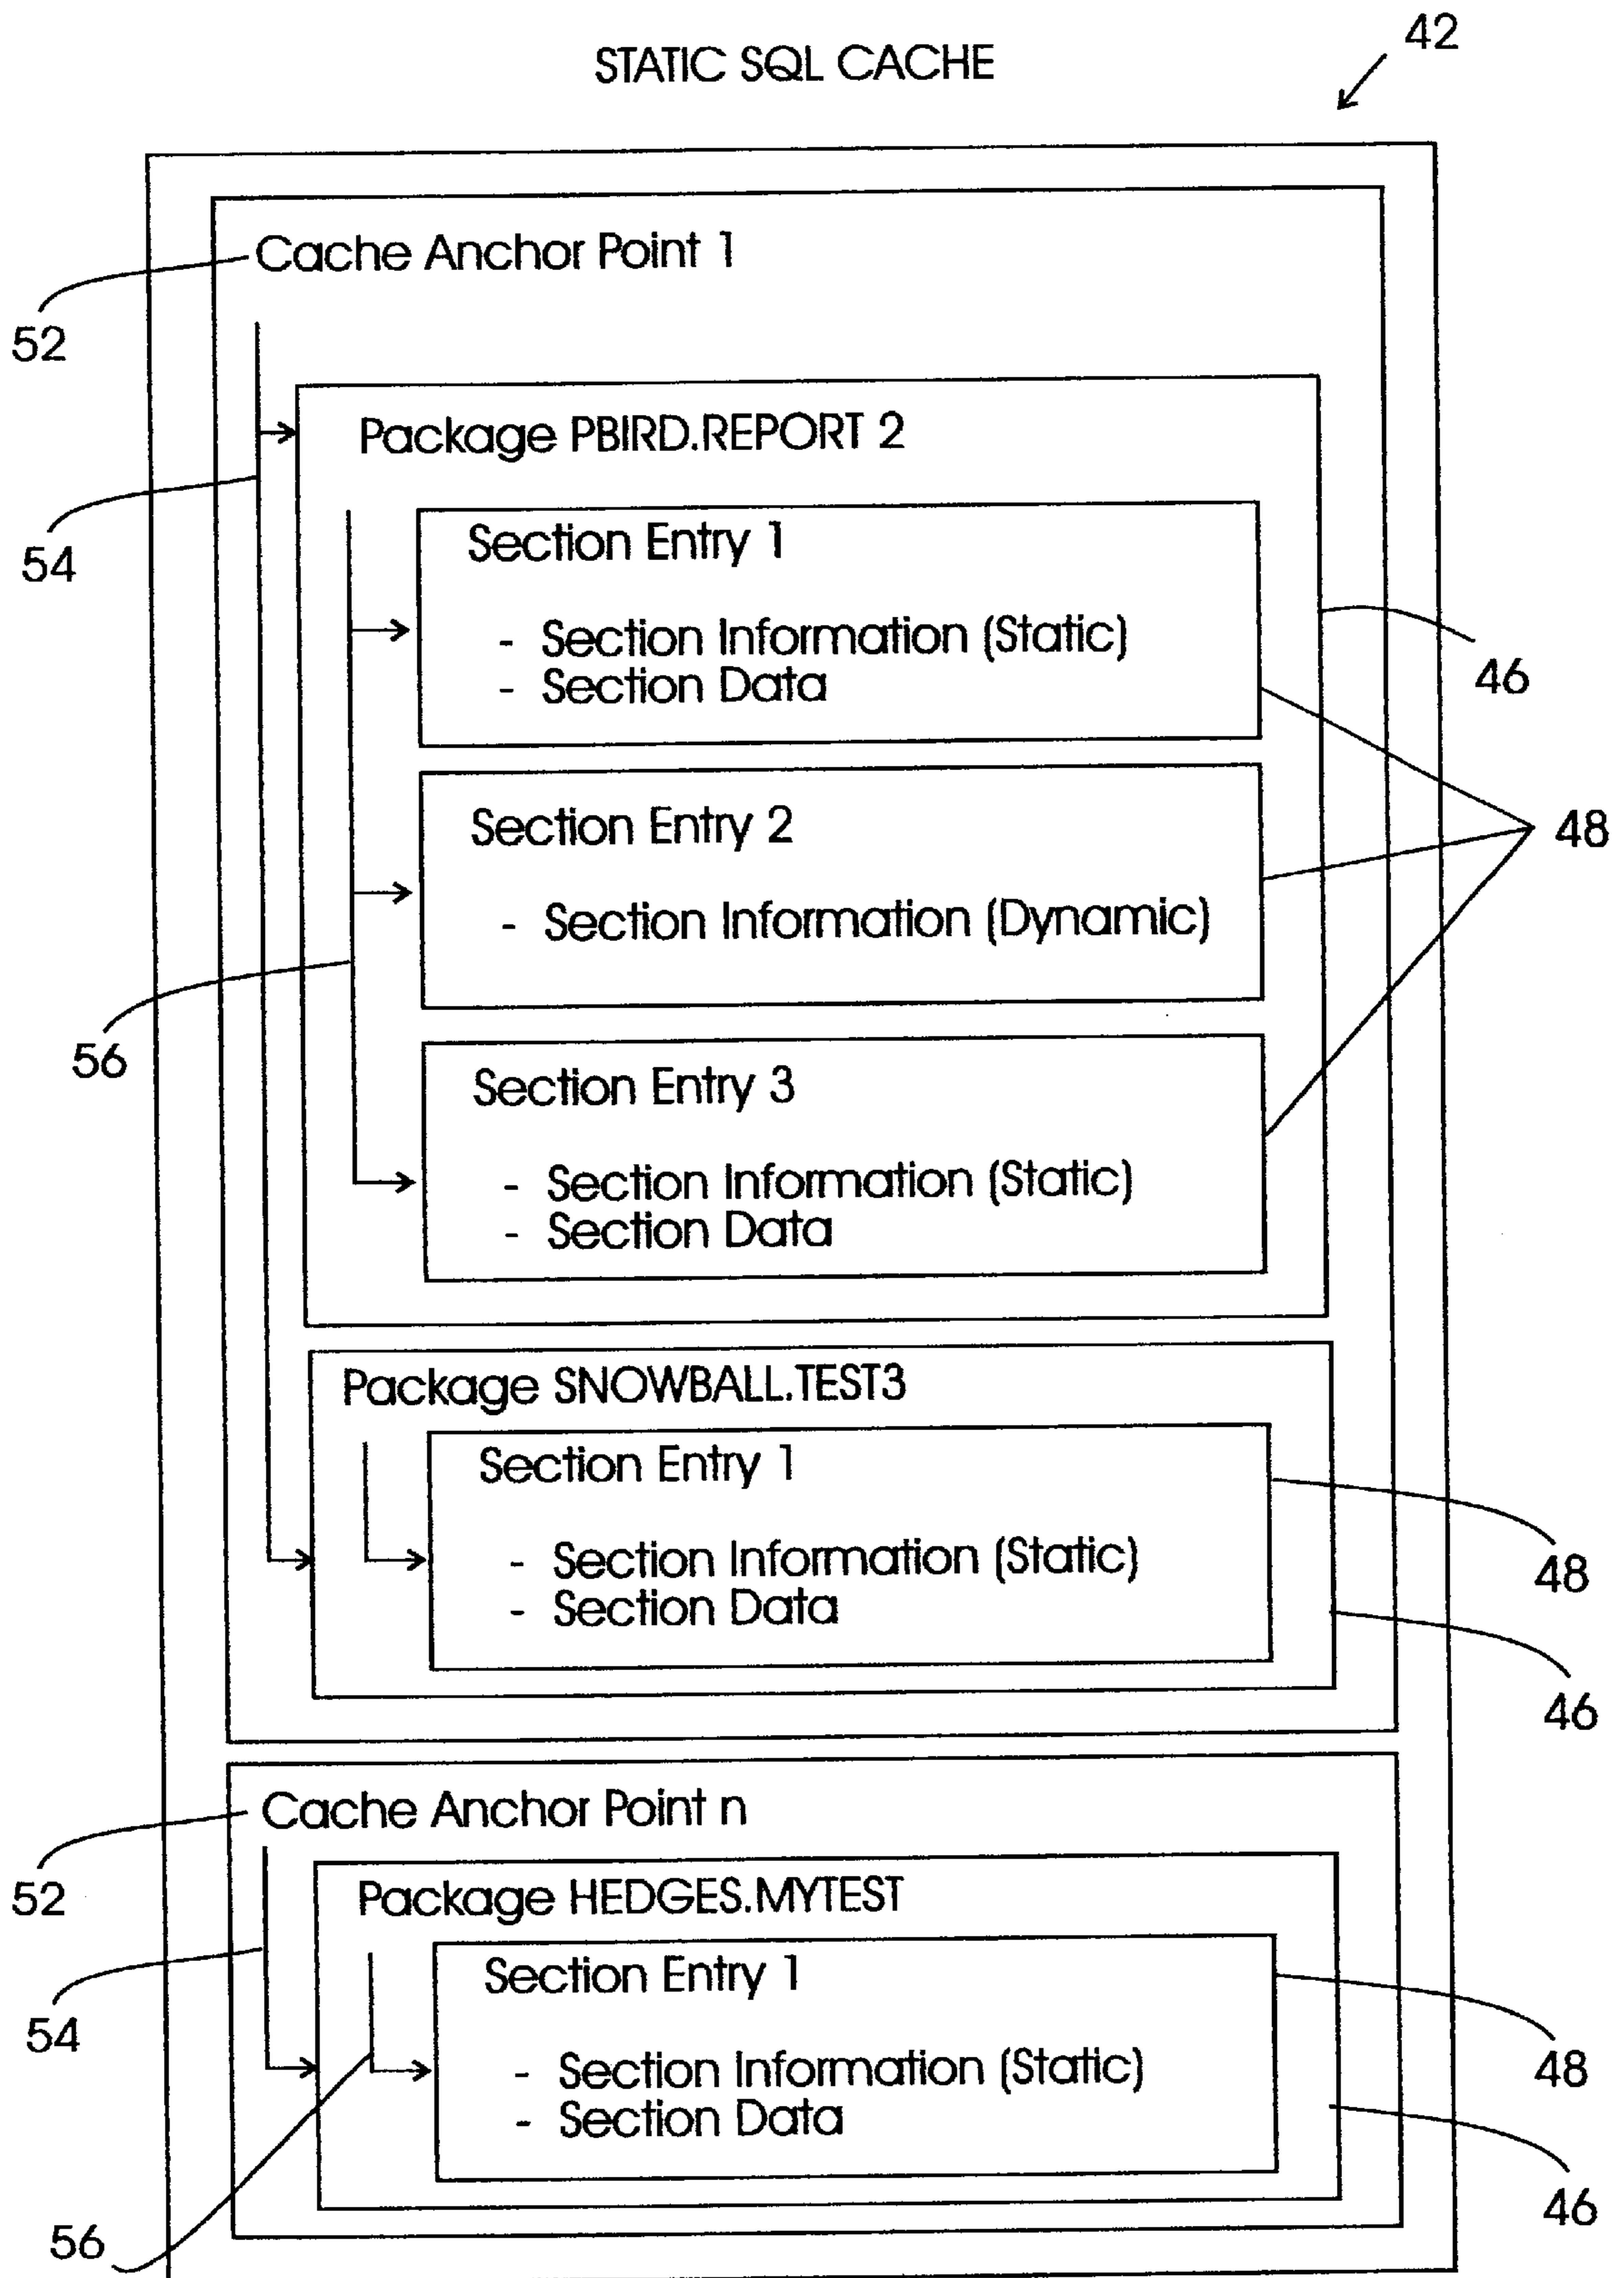 42
STATIC SQL CACHE
Cache Anchor Point 1
52
Package PBIRD.REPORT 2
54
Section Entry 1
- Section Information (Static)
- Section Data
46
Section Entry 2
48
- Section Information (Dynamic)
56
Section Entry 3
- Section Information (Static)
- Section Data
Package SNOWBALL.TEST3
Section Entry 1
- Section Information (Static)
48
- Section Data
46
Cache Anchor Point n
52
Package HEDGES.MYTEST
Section Entry 1
54
- Section Information (Static)
48
- Section Data
46
56